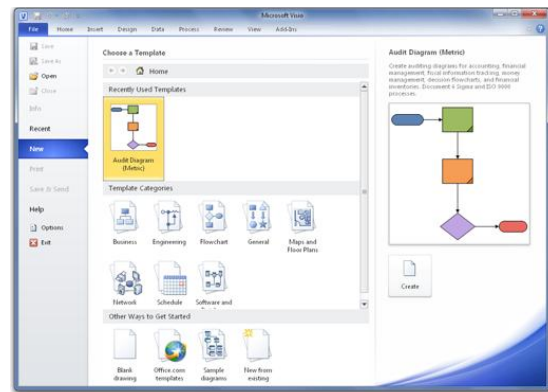 Microsoft Visio
File Home Insert Design Data Process Review View Add-Ins
Save
Save As
Open
Close
Info
Recent
New
Print
Save & Send
Help
Options
Exit
Choose a Template
Home
Recently Used Templates
Audit Diagram
(Metric)
Template Categories
Business Engineering Flowchart General Maps and
Floor Plans
Network Schedule Software and
Other Ways to Get Started
Blank
drawing
Office.com
templates
Sample
diagrams
New from
existing
Audit Diagram (Metric)
Create auditing diagrams for accounting, financial
management, fiscal information tracking, money
management, decision flowcharts, and financial
inventories. Document 6 Sigma and ISO 9000
processes.
Create